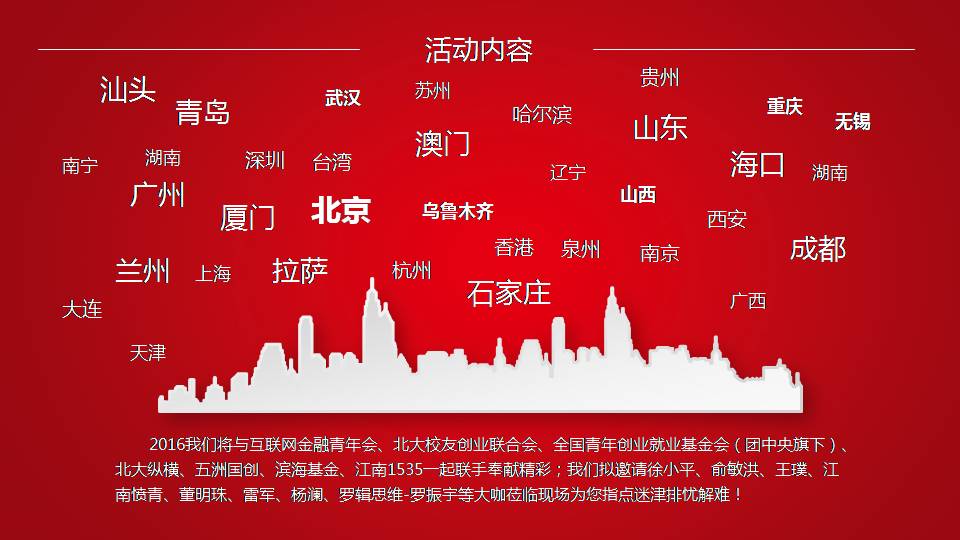 活动内容
贵州
汕头
苏州
武汉
青岛
重庆
哈尔滨
无锡
山东
澳门
湖南
深圳
台湾
南宁
海口
辽宁
湖南
广州
山西
北京
乌鲁木齐
厦门
西安
香港
泉州
南京
成都
兰州
上海
拉萨
杭州
石家庄
广西
大连
天津
2016我们将与互联网金融青年会、北大校友创业联合会、全国青年创业就业基金会（团中央旗下）、
北大纵横、五洲国创、滨海基金、江南1535一起联手奉献精彩；我们拟邀请徐小平、俞敏洪、王璞、江
南愤青、董明珠、雷军、杨澜、罗辑思维-罗振宇等大咖莅临现场为您指点迷津排忧解难！